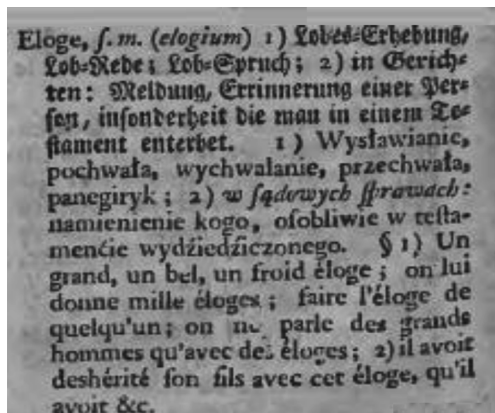 Eloge, ſ. m. (elogium) 1) Lobes-Erhebung,
Lob-Rede; Lob-Spruch; 2) in Gerich-
ten: Meldung, Errinnerung einer Per-
ſon, inſonderheit die man in einem Te-
ſtament enterbet. 1) Wysławianie,
pochwała, wychwalanie, przechwała,
panegiryk; 2) w ſądowych ſprawach:
namienienie kogo, oſobliwie w teſta-
menćie wydźiedźiczonego. § 1) Un
grand, un bel, un froid éloge; on lui
donne mille éloges; faire l'éloge de
quelqu'un; on ne parle des grands
hommes qu'avec des éloges; 2) il avoit
deshérité ſon fils avec cet éloge, qu'il
avoit &c.